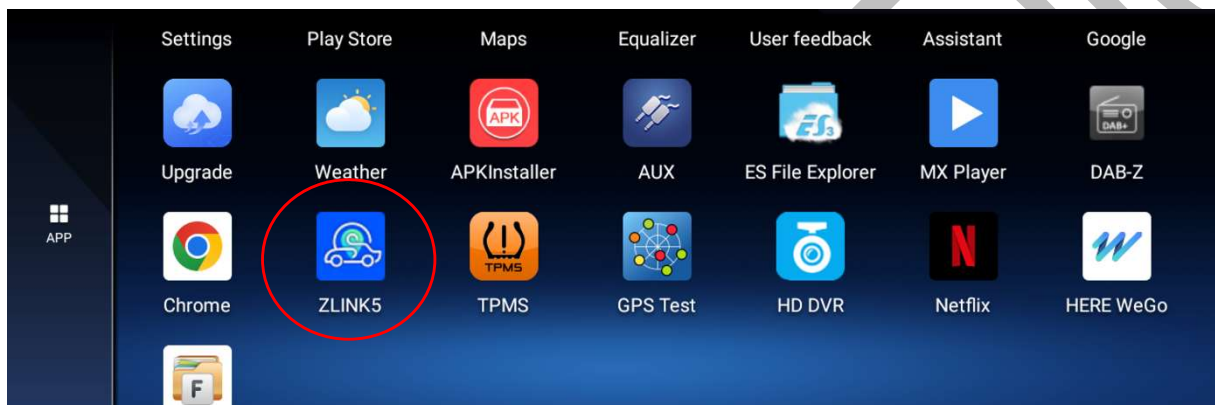 Settings Play Store Maps Equalizer User feedback Assistant Google
APK
ES3
DAB+
Upgrade Weather APKInstaller AUX ES File Explorer MX Player DAB-Z
APP
TPMS
N
Chrome ZLINK5 TPMS GPS Test HD DVR Netflix HERE WeGo
F